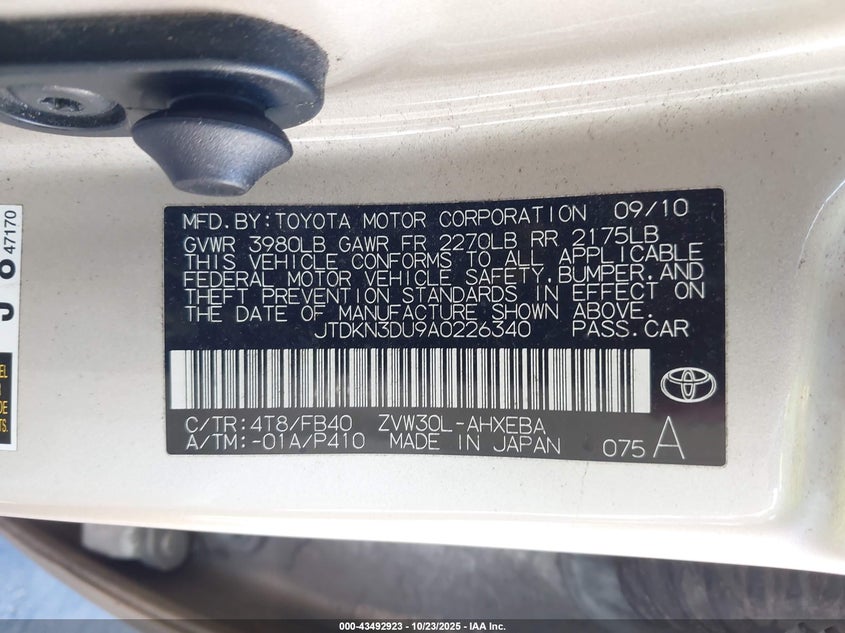 MFD.BY:TOYOTA MOTOR CORPORATION 09/10
GVWR 3980LB GAWR FR 2270LB RR 2175LB
THIS VEHICLE CONFORMS TO ALL APPLICABLE
FEDERAL MOTOR VEHICLE SAFETY,BUMPER,AND
THEFT PREVENTION STANDARDS IN EFFECT ON
THE DATE OF MANUFACTURE SHOWN ABOVE.
JTDKN3DU9A0226340 PASS.CAR
C/TR:4T8/FB40 ZVW30L-AHXEBA
A/TM:-01A/P410 MADE IN JAPAN 075 A
47170
000-43492923 | 10/23/2025 - IAA Inc.